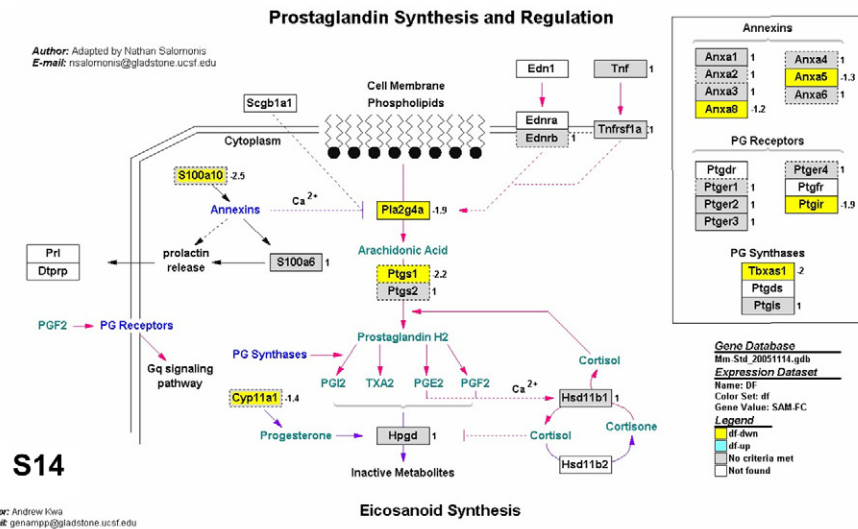 Prostaglandin Synthesis and Regulation
Author: Adapted by Nathan Salomonis
E-mail: nsalomonis@gladstone.ucsf.edu
Scgb1a1
Cell Membrane
Phospholipids
Edn1
Tnf 1
Ednra
Ednrb 1
Tnfrsf1a 1
Cytoplasm
S100a10 -2.5
Annexins
Ca 2+
Pla2g4a -1.9
Arachidonic Acid
Prl
Dtprp
prolactin
release
S100a6 1
Ptgs1 -2.2
Ptgs2 1
PGF2
PG Receptors
Gq signaling
pathway
Prostaglandin H2
PG Synthases
PGI2
TXA2
PGE2
PGF2
Ca 2+
Cortisol
Hsd11b1 1
Cyp11a1 -1.4
Progesterone
Hpgd 1
Cortisol
Cortisone
Hsd11b2
Inactive Metabolites
Annexins
Anxa1 1
Anxa2 1
Anxa3 1
Anxa8 -1.2
Anxa4 1
Anxa5 -1.3
Anxa6 1
PG Receptors
Ptgdr
Ptger1 1
Ptger2 1
Ptger3 1
Ptger4 1
Ptgfr
Ptgir -1.9
PG Synthases
Tbxas1 -2
Ptgds
Ptgis 1
Gene Database
Mm-Std_20051114.gdb
Expression Dataset
Name: DF
Color Set: df
Gene Value: SAM-FC
Legend
df-dwn
df-up
No criteria met
Not found
S14
or: Andrew Kwa
il: genampp@gladstone.ucsf.edu
Eicosanoid Synthesis